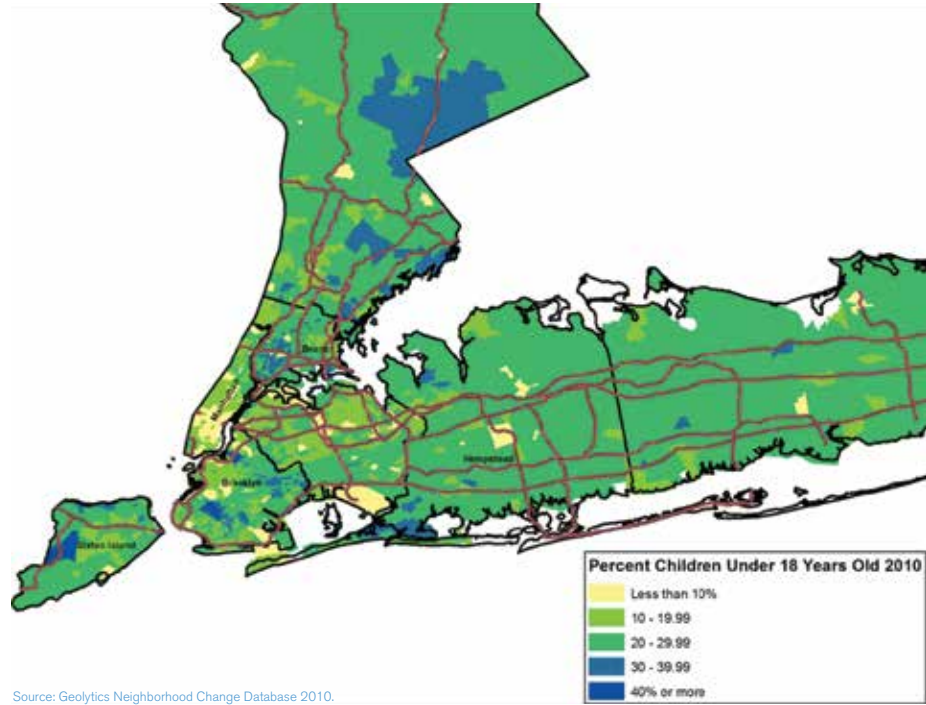 Bronx
Manhattan
Hempstead
Brooklyn
Staten Island
Percent Children Under 18 Years Old 2010
Less than 10%
10 - 19.99
20 - 29.99
30 - 39.99
40% or more
Source: Geolytics Neighborhood Change Database 2010.